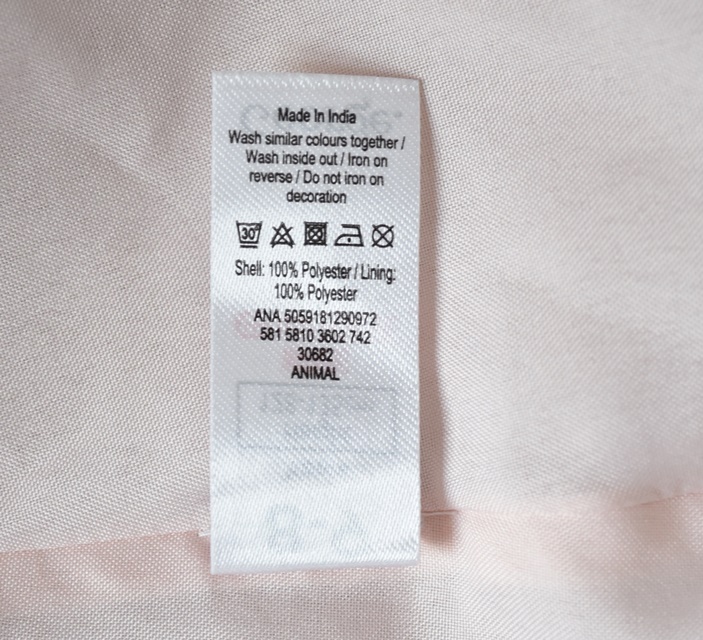 Made In India
Wash similar colours together /
Wash inside out / Iron on
reverse / Do not iron on
decoration
30°
Shell: 100% Polyester / Lining:
100% Polyester
ANA 5059181290972
581 5810 3602 742
30682
ANIMAL